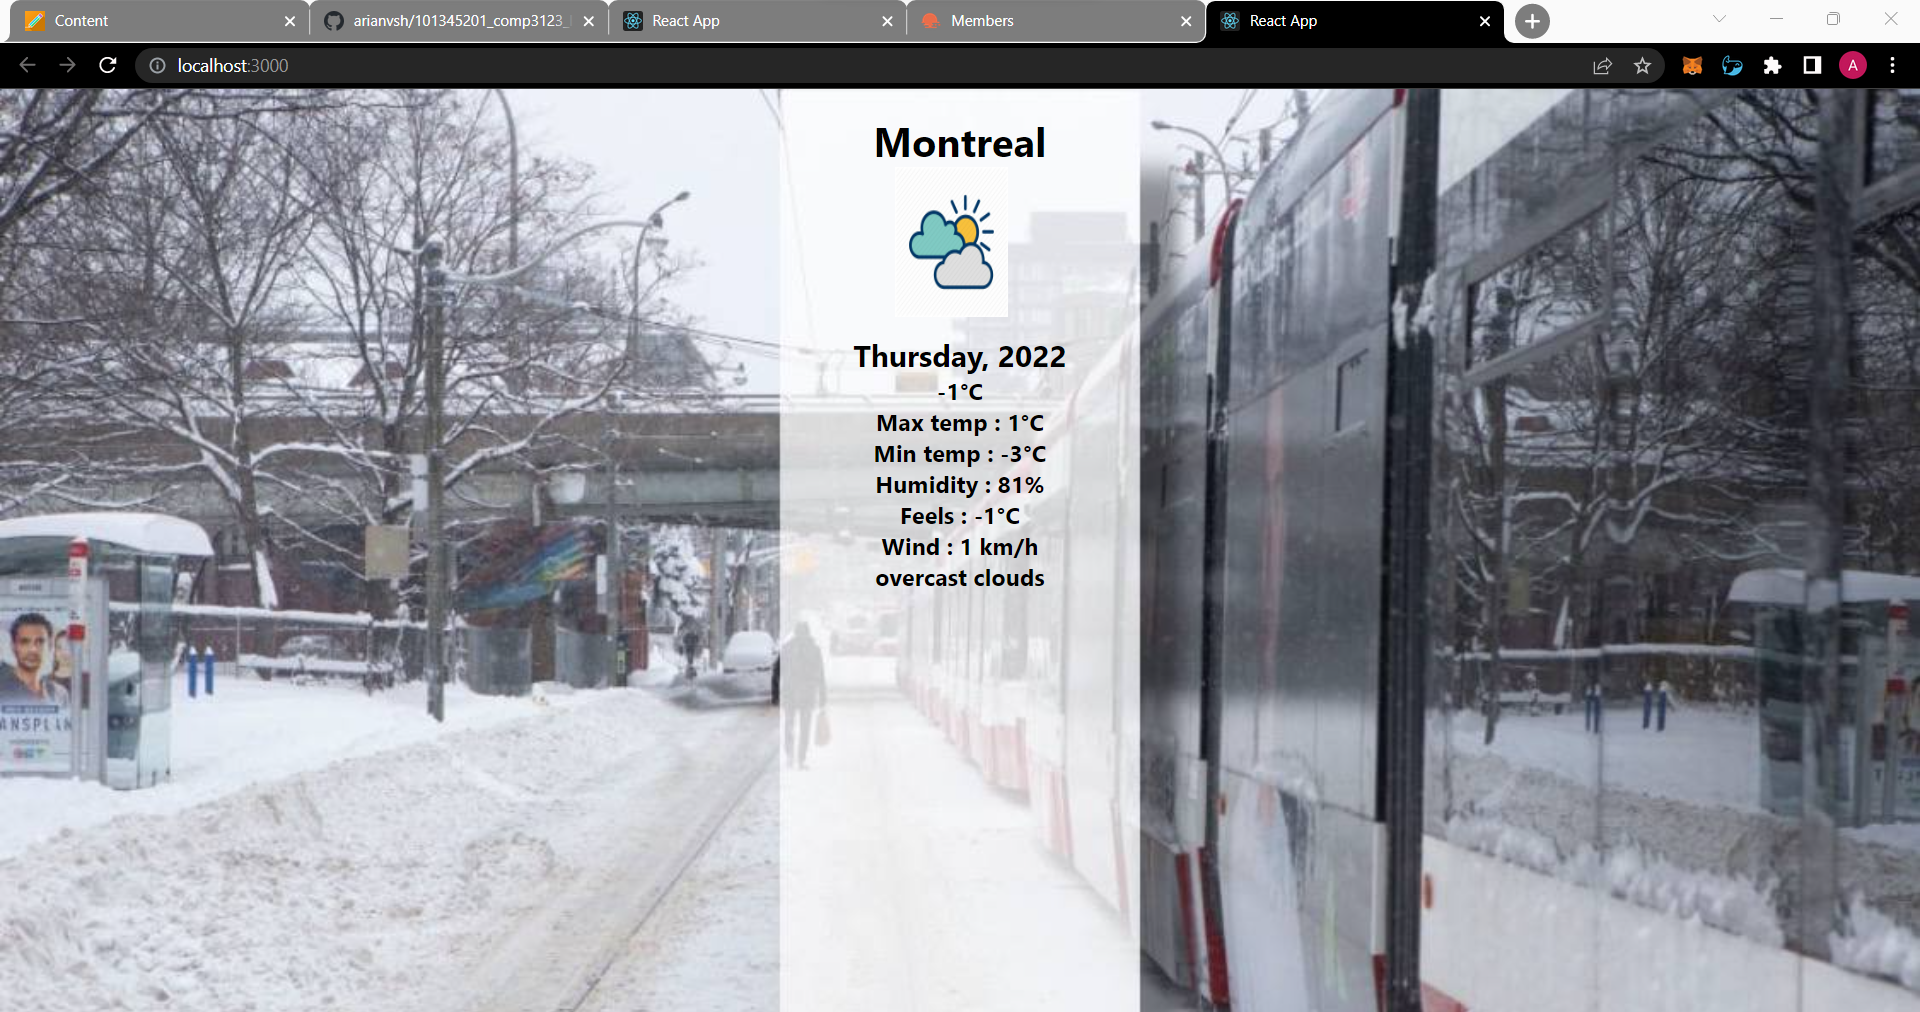 Content
arianvsh/101345201_comp3123_
React App
Members
React App
localhost:3000
A
Montreal
Thursday, 2022
-1°C
Max temp : 1°C
Min temp : -3°C
Humidity : 81%
Feels : -1°C
Wind : 1 km/h
overcast clouds
ANSPLAN